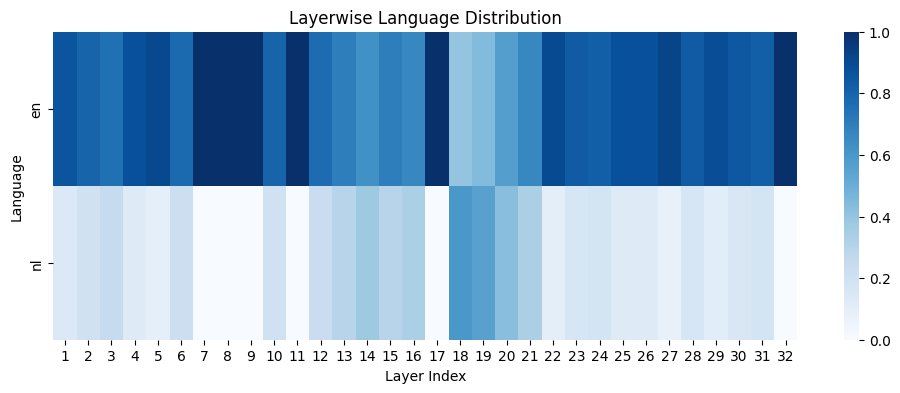 Layerwise Language Distribution
Language
en
nl
1 2 3 4 5 6 7 8 9 10 11 12 13 14 15 16 17 18 19 20 21 22 23 24 25 26 27 28 29 30 31 32
Layer Index
1.0
0.8
0.6
0.4
0.2
0.0